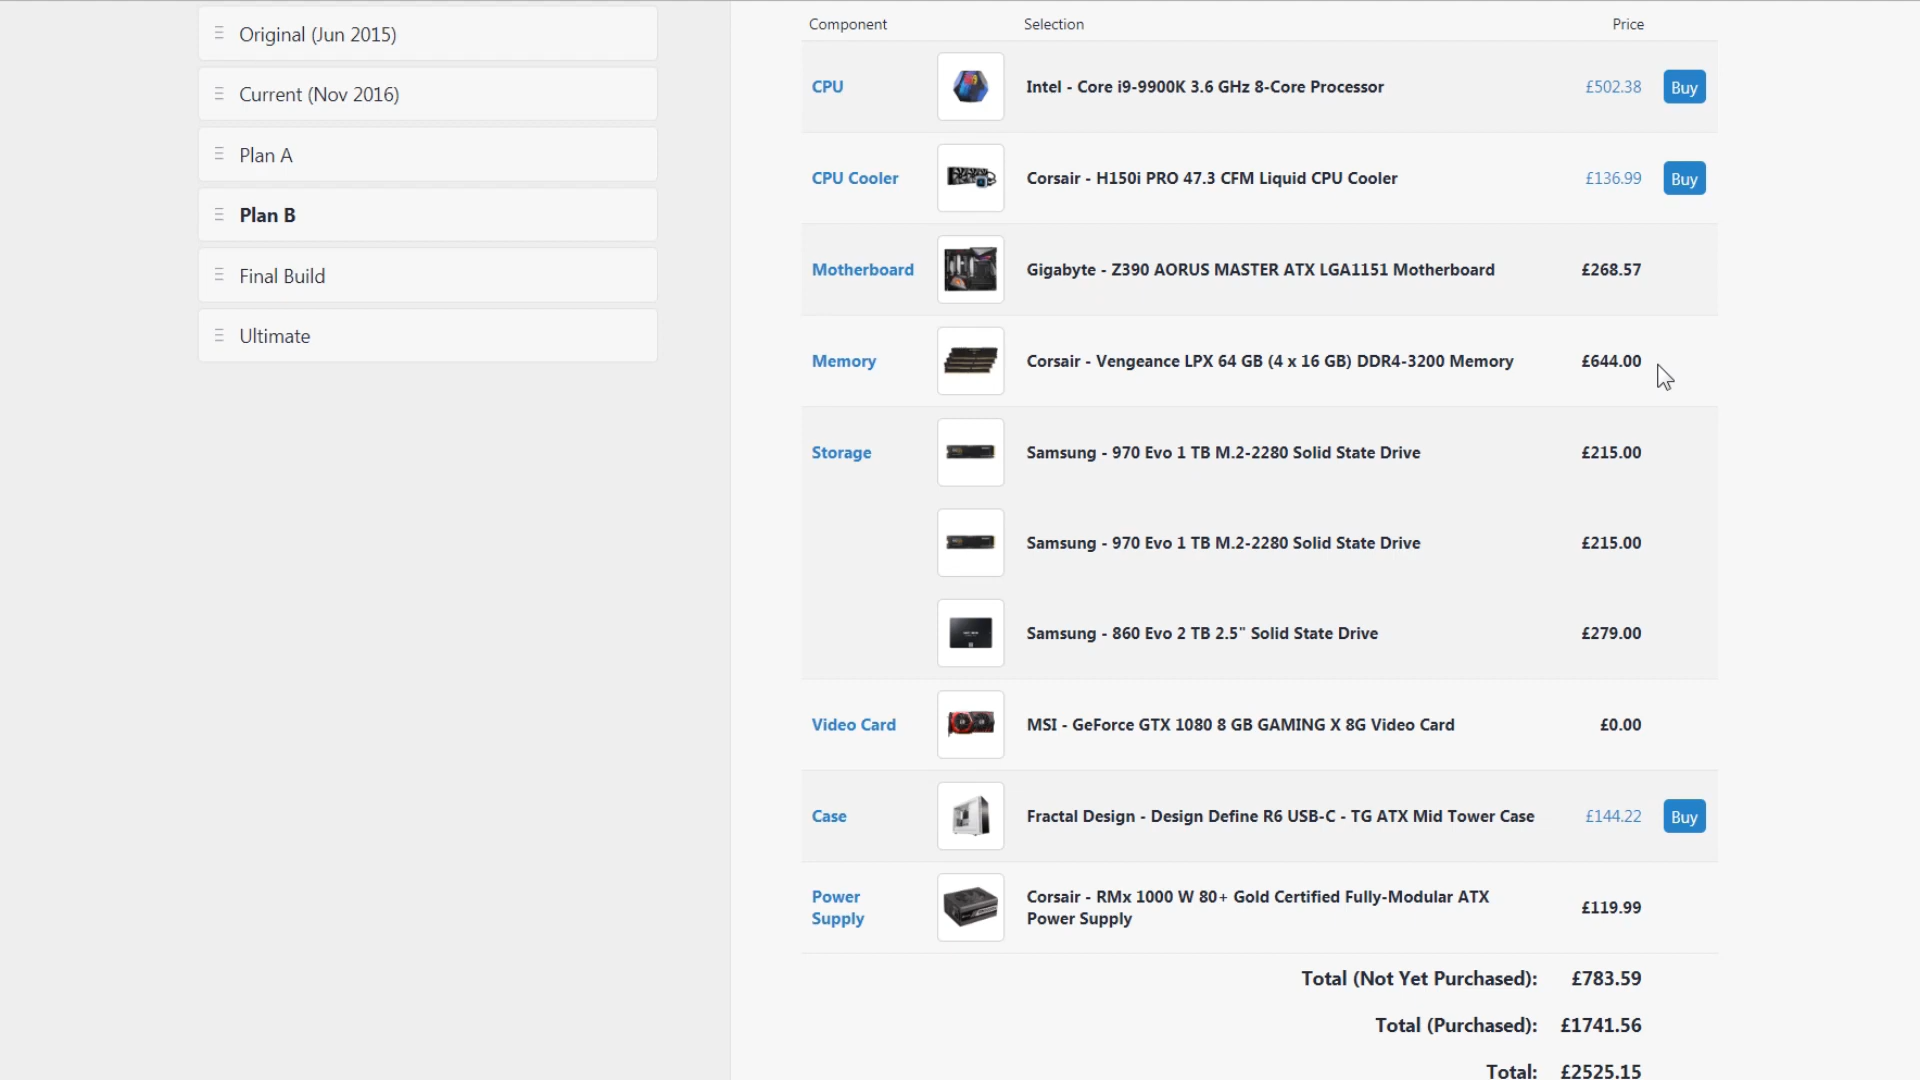 Original (Jun 2015)
Current (Nov 2016)
Plan A
Plan B
Final Build
Ultimate
Component Selection Price
CPU Intel - Core i9-9900K 3.6 GHz 8-Core Processor £502.38 Buy
CPU Cooler Corsair - H150i PRO 47.3 CFM Liquid CPU Cooler £136.99 Buy
Motherboard Gigabyte - Z390 AORUS MASTER ATX LGA1151 Motherboard £268.57
Memory Corsair - Vengeance LPX 64 GB (4 x 16 GB) DDR4-3200 Memory £644.00
Storage Samsung - 970 Evo 1 TB M.2-2280 Solid State Drive £215.00
Samsung - 970 Evo 1 TB M.2-2280 Solid State Drive £215.00
Samsung - 860 Evo 2 TB 2.5" Solid State Drive £279.00
Video Card MSI - GeForce GTX 1080 8 GB GAMING X 8G Video Card £0.00
Case Fractal Design - Design Define R6 USB-C - TG ATX Mid Tower Case £144.22 Buy
Power Supply Corsair - RMx 1000 W 80+ Gold Certified Fully-Modular ATX
Power Supply £119.99
Total (Not Yet Purchased): £783.59
Total (Purchased): £1741.56
Total: £2525.15